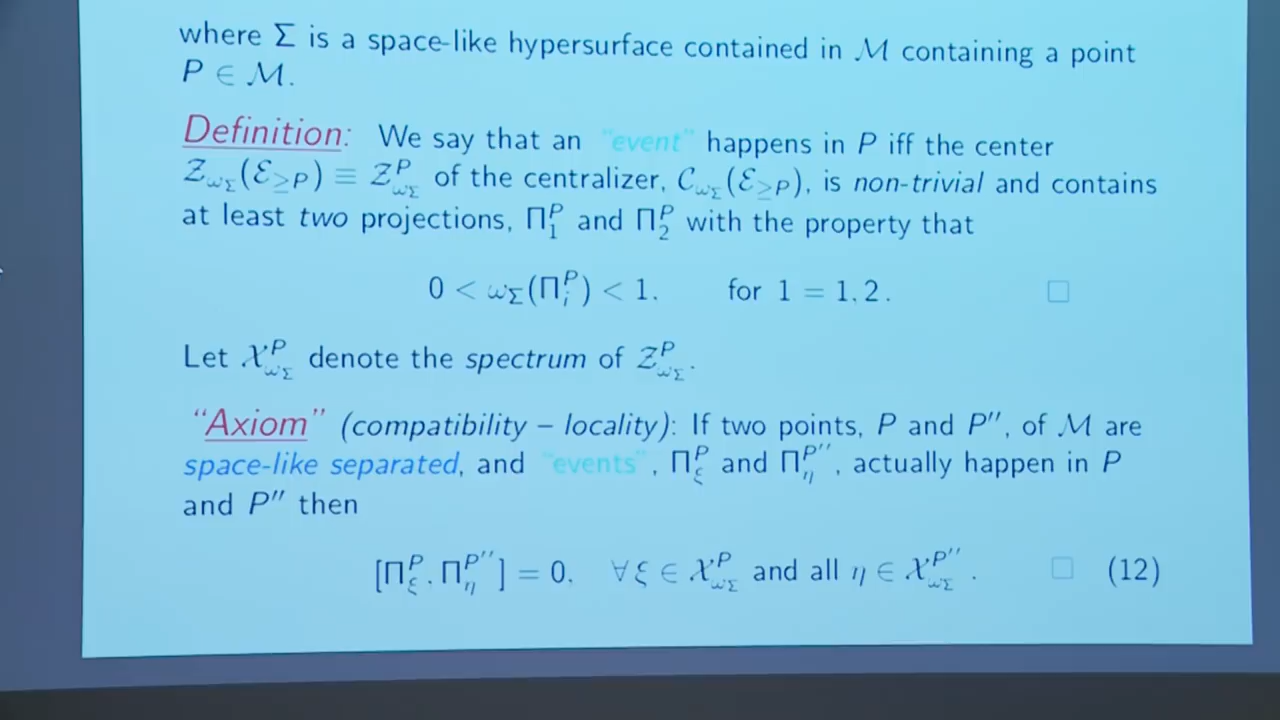 where Σ is a space-like hypersurface contained in ℳ containing a point
P ∈ ℳ.
Definition: We say that an "event" happens in P iff the center
𝒵_{ω_Σ}(ℰ_{≥P}) ≡ 𝒵^P_{ω_Σ} of the centralizer, 𝒞_{ω_Σ}(ℰ_{≥P}), is non-trivial and contains
at least two projections, Π^P_1 and Π^P_2 with the property that
0 < ω_Σ(Π^P_i) < 1. for 1 = 1, 2. □
Let 𝒳^P_{ω_Σ} denote the spectrum of 𝒵^P_{ω_Σ}.
"Axiom" (compatibility – locality): If two points, P and P'', of ℳ are
space-like separated, and "events", Π^P_ξ and Π^{P''}_η, actually happen in P
and P'' then
[Π^P_ξ, Π^{P''}_η] = 0, ∀ ξ ∈ 𝒳^P_{ω_Σ} and all η ∈ 𝒳^{P''}_{ω_Σ}. □ (12)